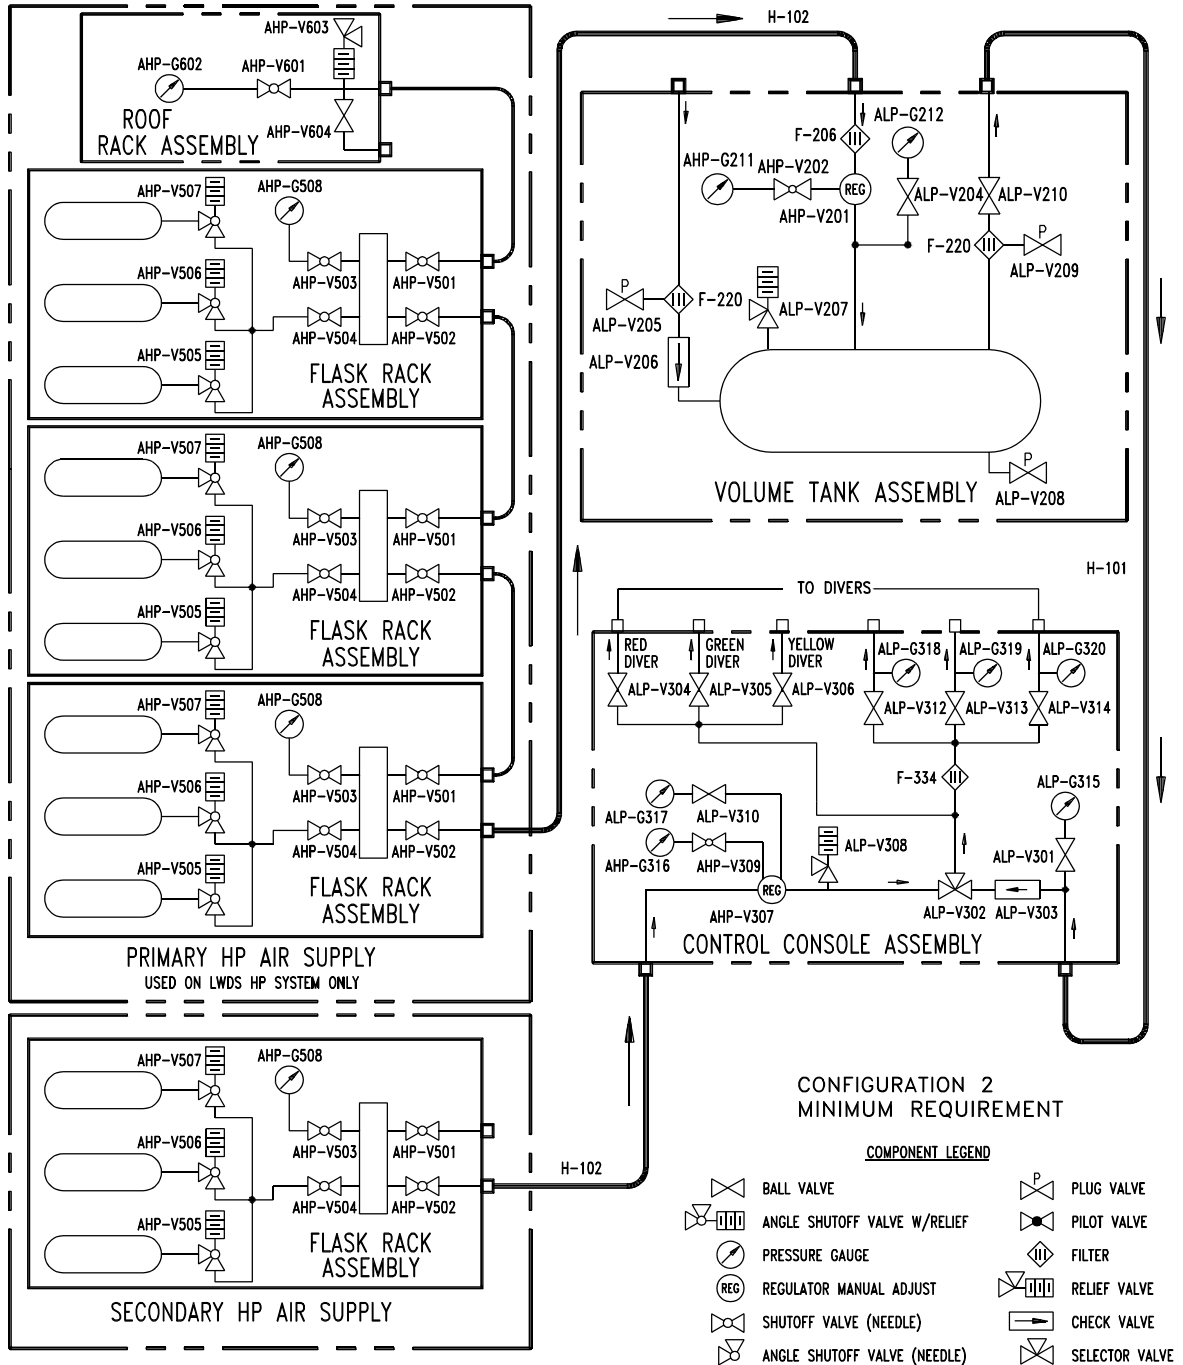 H-102
AHP-V603
AHP-G602
AHP-V601
AHP-V604
ROOF
RACK ASSEMBLY
AHP-V507
AHP-G508
AHP-V506
AHP-V503
AHP-V501
AHP-V505
AHP-V504
AHP-V502
FLASK RACK
ASSEMBLY
AHP-V507
AHP-G508
AHP-V506
AHP-V503
AHP-V501
AHP-V505
AHP-V504
AHP-V502
FLASK RACK
ASSEMBLY
AHP-V507
AHP-G508
AHP-V506
AHP-V503
AHP-V501
AHP-V505
AHP-V504
AHP-V502
FLASK RACK
ASSEMBLY
PRIMARY HP AIR SUPPLY
USED ON LWDS HP SYSTEM ONLY
AHP-V507
AHP-G508
AHP-V506
AHP-V503
AHP-V501
AHP-V505
AHP-V504
AHP-V502
FLASK RACK
ASSEMBLY
SECONDARY HP AIR SUPPLY
H-102
F-206
ALP-G212
AHP-G211
AHP-V202
REG
ALP-V204
ALP-V210
AHP-V201
F-220
P
ALP-V209
P
F-220
ALP-V205
ALP-V207
ALP-V206
P
ALP-V208
VOLUME TANK ASSEMBLY
H-101
TO DIVERS
RED
DIVER
GREEN
DIVER
YELLOW
DIVER
ALP-G318
ALP-G319
ALP-G320
ALP-V304
ALP-V305
ALP-V306
ALP-V312
ALP-V313
ALP-V314
F-334
ALP-G315
ALP-G317
ALP-V310
ALP-V308
ALP-V301
AHP-G316
AHP-V309
REG
AHP-V307
ALP-V302
ALP-V303
CONTROL CONSOLE ASSEMBLY
CONFIGURATION 2
MINIMUM REQUIREMENT
COMPONENT LEGEND
BALL VALVE
P
PLUG VALVE
ANGLE SHUTOFF VALVE W/RELIEF
PILOT VALVE
PRESSURE GAUGE
FILTER
REG
REGULATOR MANUAL ADJUST
RELIEF VALVE
SHUTOFF VALVE (NEEDLE)
CHECK VALVE
ANGLE SHUTOFF VALVE (NEEDLE)
SELECTOR VALVE